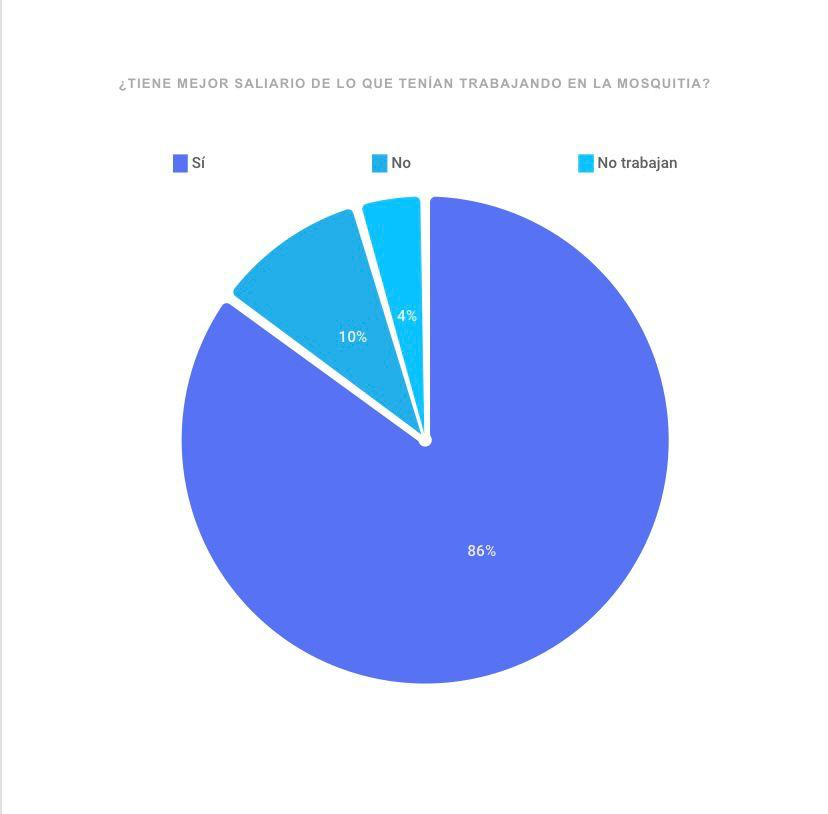 ¿TIENE MEJOR SALIARIO DE LO QUE TENÍAN TRABAJANDO EN LA MOSQUITIA?
Sí No No trabajan
4%
10%
86%